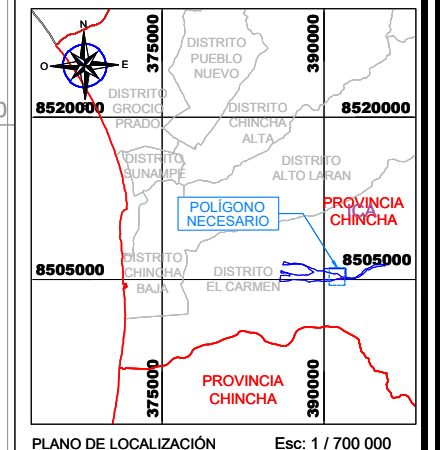 N
O
E
S
375000
390000
DISTRITO
PUEBLO
NUEVO
DISTRITO
GROCIO
PRADO
8520000
8520000
DISTRITO
CHINCHA
ALTA
DISTRITO
SUNAMPE
DISTRITO
ALTO LARAN
POLÍGONO
NECESARIO
PROVINCIA
CHINCHA
ICA
DISTRITO
CHINCHA
BAJA
DISTRITO
EL CARMEN
8505000
8505000
375000
390000
PROVINCIA
CHINCHA
PLANO DE LOCALIZACIÓN
Esc: 1 / 700 000